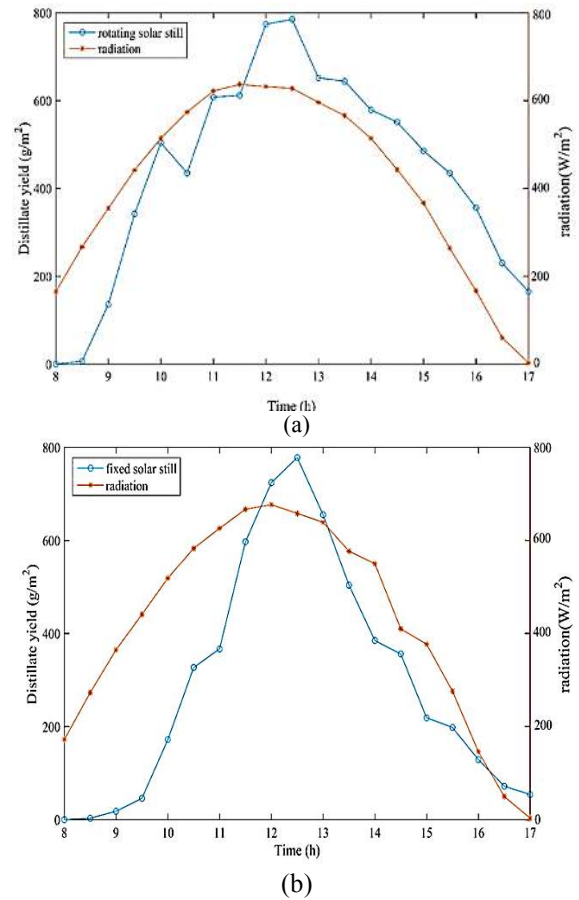 800
600
400
200
0
Distillate yield (g/m²)
rotating solar still
radiation
800
600
400
200
0
radiation(W/m²)
8 9 10 11 12 13 14 15 16 17
Time (h)
(a)
800
600
400
200
0
Distillate yield (g/m²)
fixed solar still
radiation
800
600
400
200
0
radiation(W/m²)
8 9 10 11 12 13 14 15 16 17
Time (h)
(b)